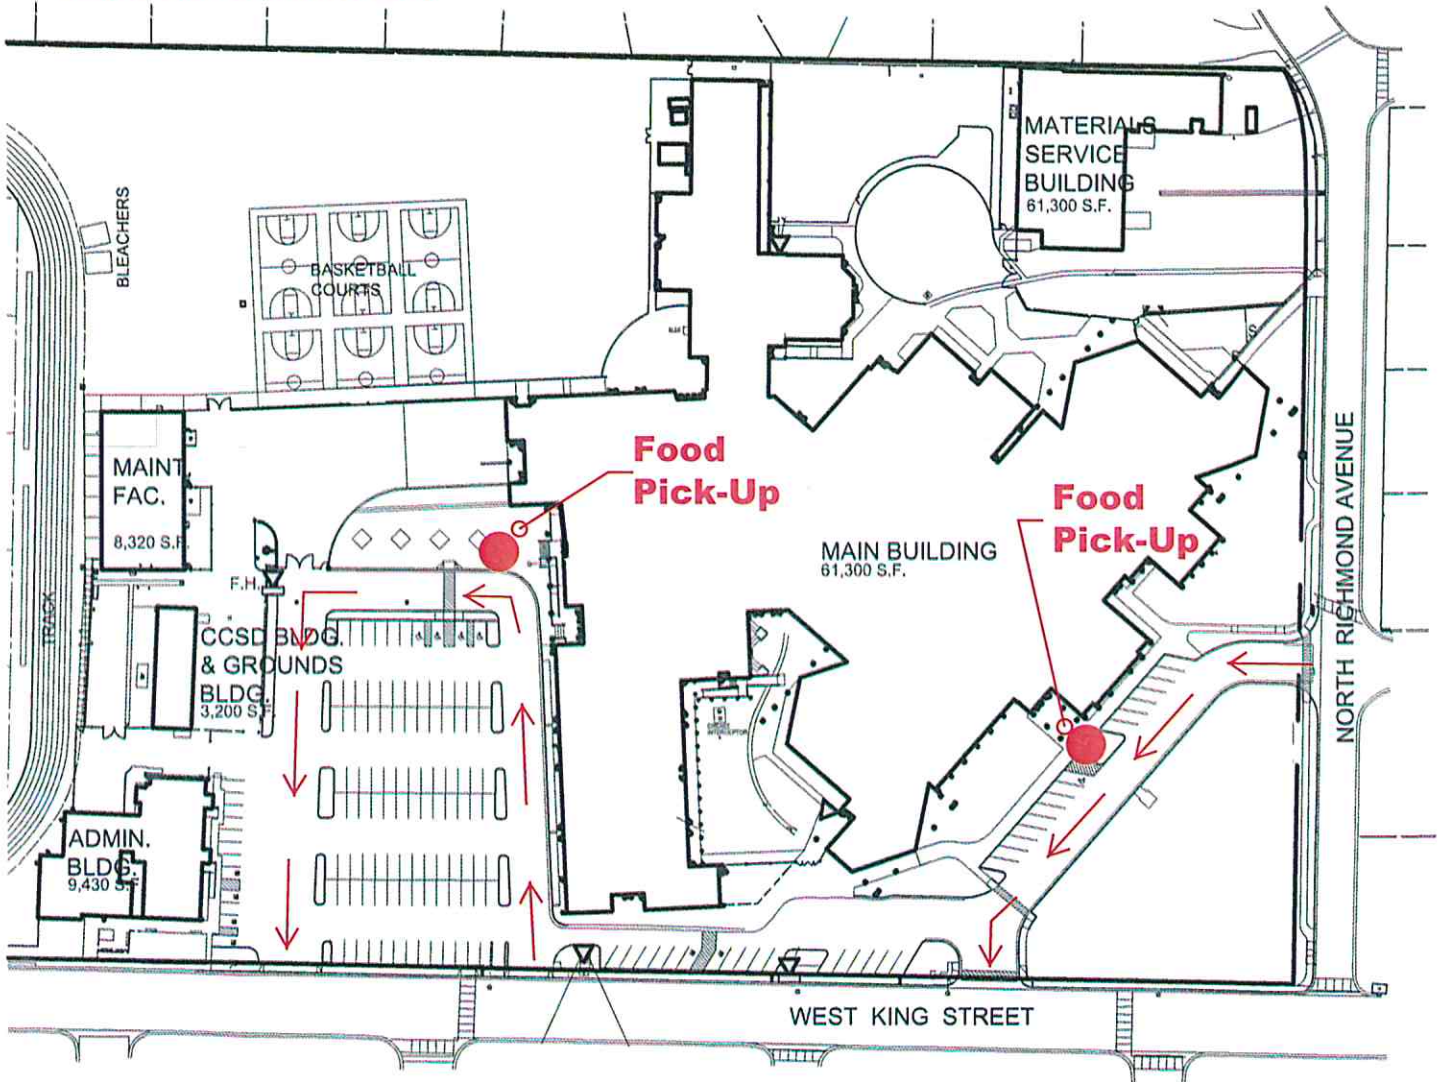 MATERIALS
SERVICE
BUILDING
61,300 S.F.
BLEACHERS
BASKETBALL
COURTS
Food
Pick-Up
MAINT
FAC.
8,320 S.F.
Food
Pick-Up
MAIN BUILDING
61,300 S.F.
NORTH RICHMOND AVENUE
F.H.
TRACK
CCSD BLDG.
& GROUNDS
BLDG.
3,200 S.F.
ADMIN.
BLDG.
9,430 S.F.
WEST KING STREET